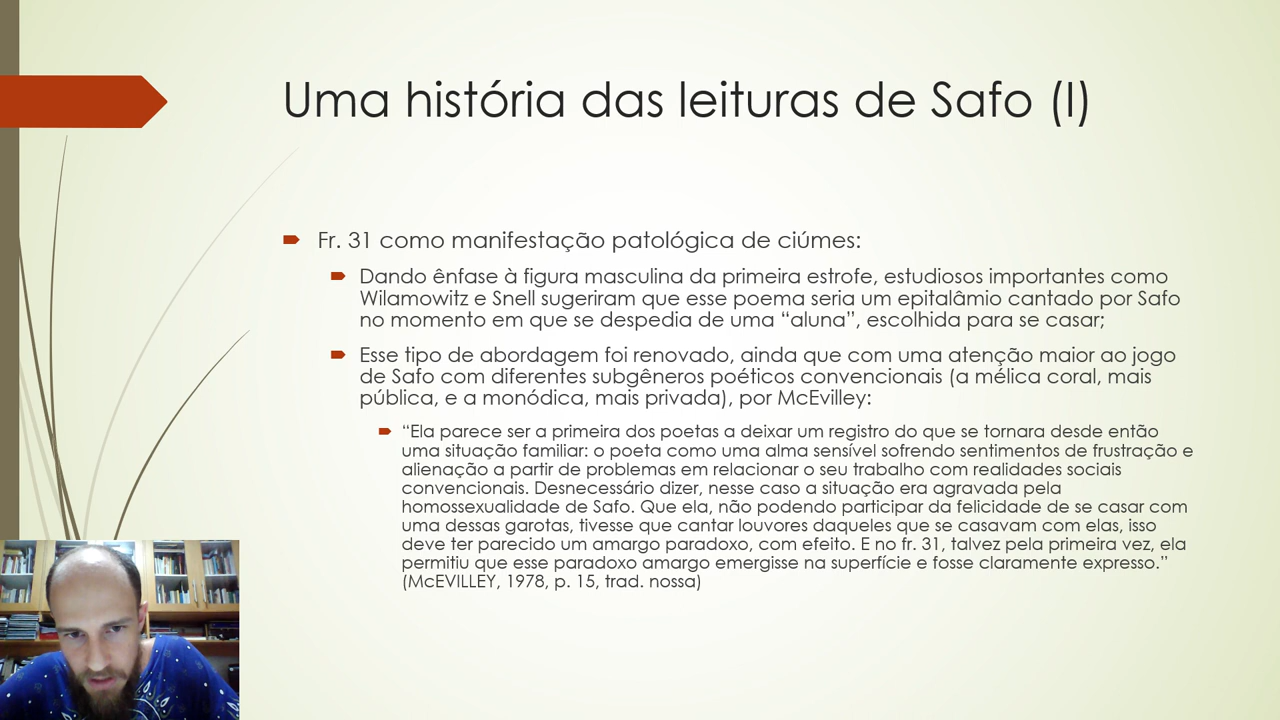 Uma história das leituras de Safo (I)
Fr. 31 como manifestação patológica de ciúmes:
Dando ênfase à figura masculina da primeira estrofe, estudiosos importantes como
Wilamowitz e Snell sugeriram que esse poema seria um epitalâmio cantado por Safo
no momento em que se despedia de uma “aluna”, escolhida para se casar;
Esse tipo de abordagem foi renovado, ainda que com uma atenção maior ao jogo
de Safo com diferentes subgêneros poéticos convencionais (a mélica coral, mais
pública, e a monódica, mais privada), por McEvilley:
“Ela parece ser a primeira dos poetas a deixar um registro do que se tornara desde então
uma situação familiar: o poeta como uma alma sensível sofrendo sentimentos de frustração e
alienação a partir de problemas em relacionar o seu trabalho com realidades sociais
convencionais. Desnecessário dizer, nesse caso a situação era agravada pela
homossexualidade de Safo. Que ela, não podendo participar da felicidade de se casar com
uma dessas garotas, tivesse que cantar louvores daqueles que se casavam com elas, isso
deve ter parecido um amargo paradoxo, com efeito. E no fr. 31, talvez pela primeira vez, ela
permitiu que esse paradoxo amargo emergisse na superfície e fosse claramente expresso.”
(McEVILLEY, 1978, p. 15, trad. nossa)